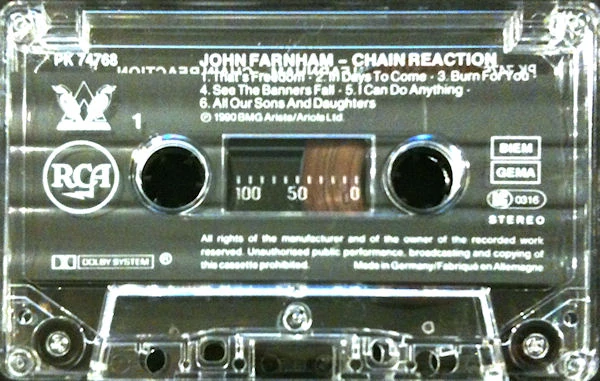 PK 74768
JOHN FARNHAM – CHAIN REACTION
1. That's Freedom · 2. In Days To Come · 3. Burn For You
4. See The Banners Fall · 5. I Can Do Anything ·
6. All Our Sons And Daughters
℗ 1990 BMG Ariola/Ariola Ltd.
1
RCA
100 50 0
BIEM
GEMA
0316
STEREO
All rights of the manufacturer and of the owner of the recorded work
reserved. Unauthorised public performance, broadcasting and copying of
this cassette prohibited. Made in Germany/Fabriqué en Allemagne
DOLBY SYSTEM ®